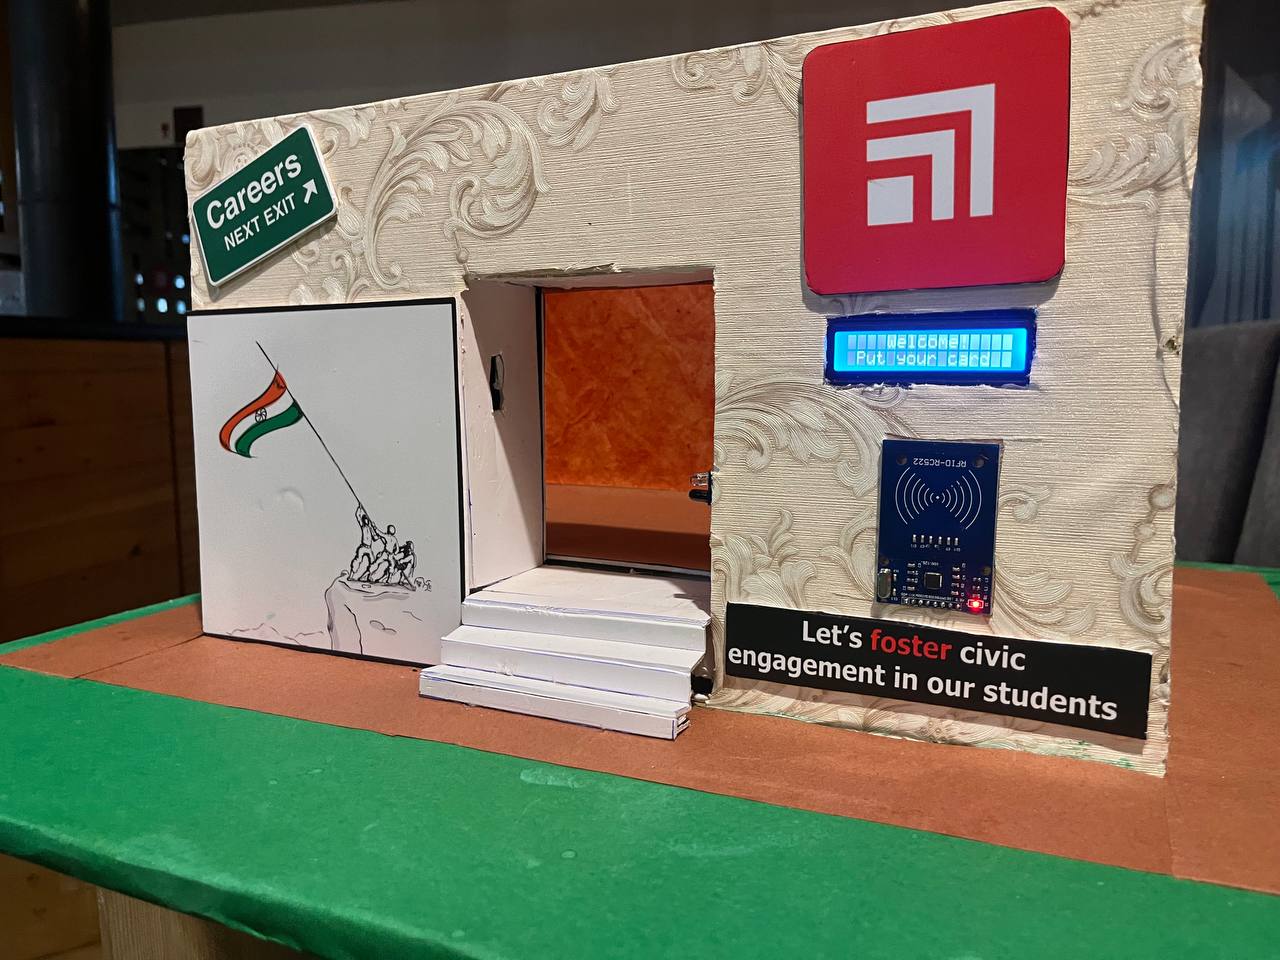 Careers
NEXT EXIT
Welcome!
Put your card
RFID-RC522
Let's foster civic
engagement in our students